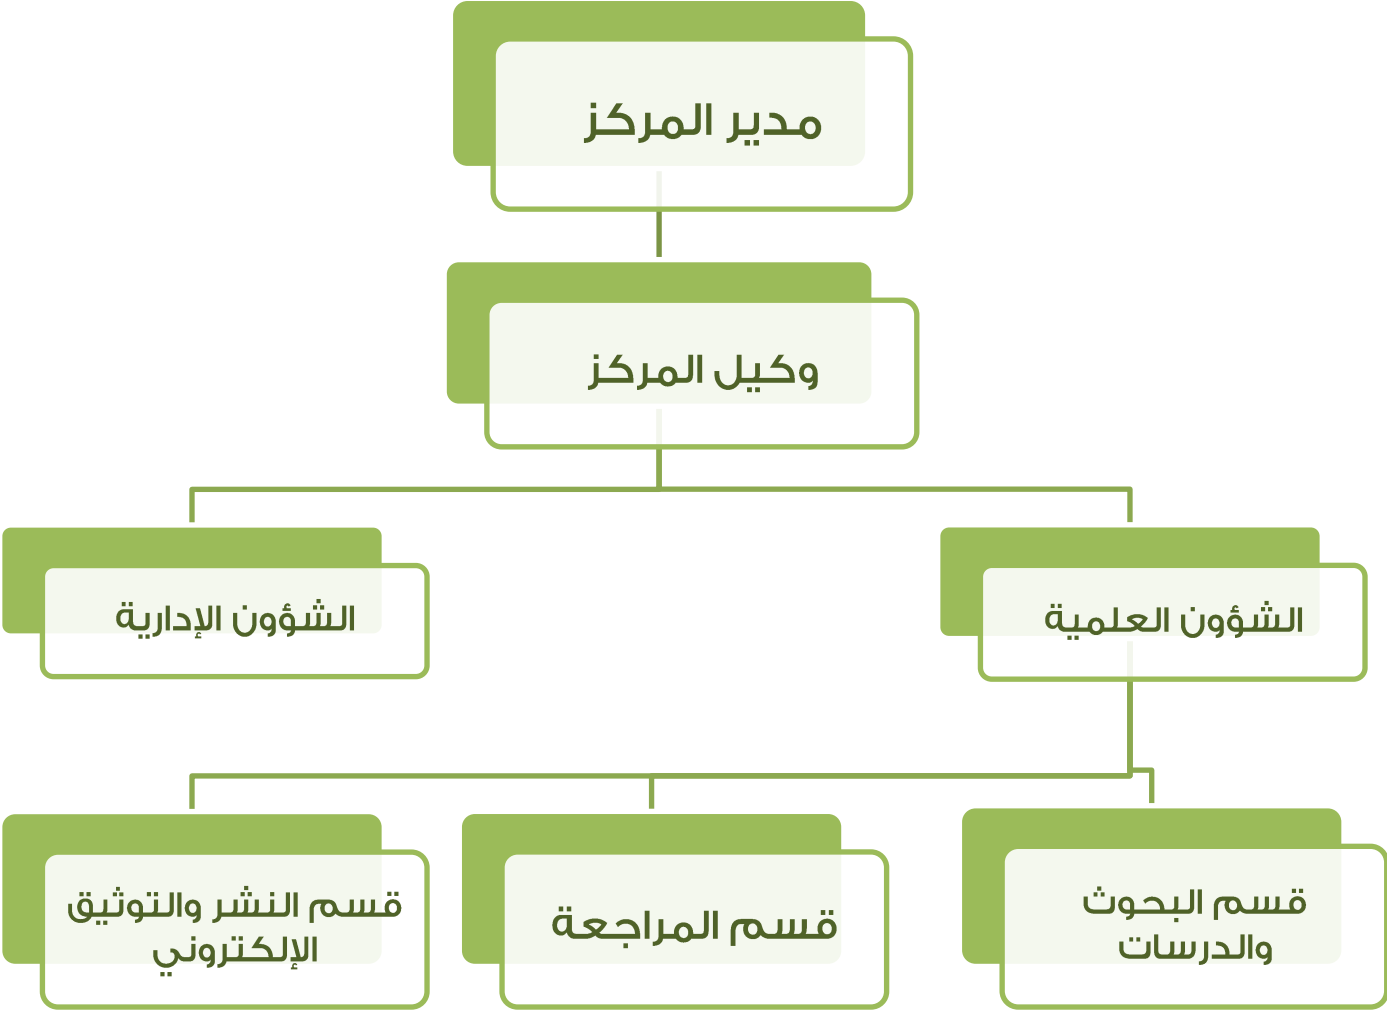 مدير المركز
وكيل المركز
الشؤون العلمية
الشؤون الإدارية
قسم البحوث
والدرسات
قسم المراجعة
قسم النشر والتوثيق
الإلكتروني